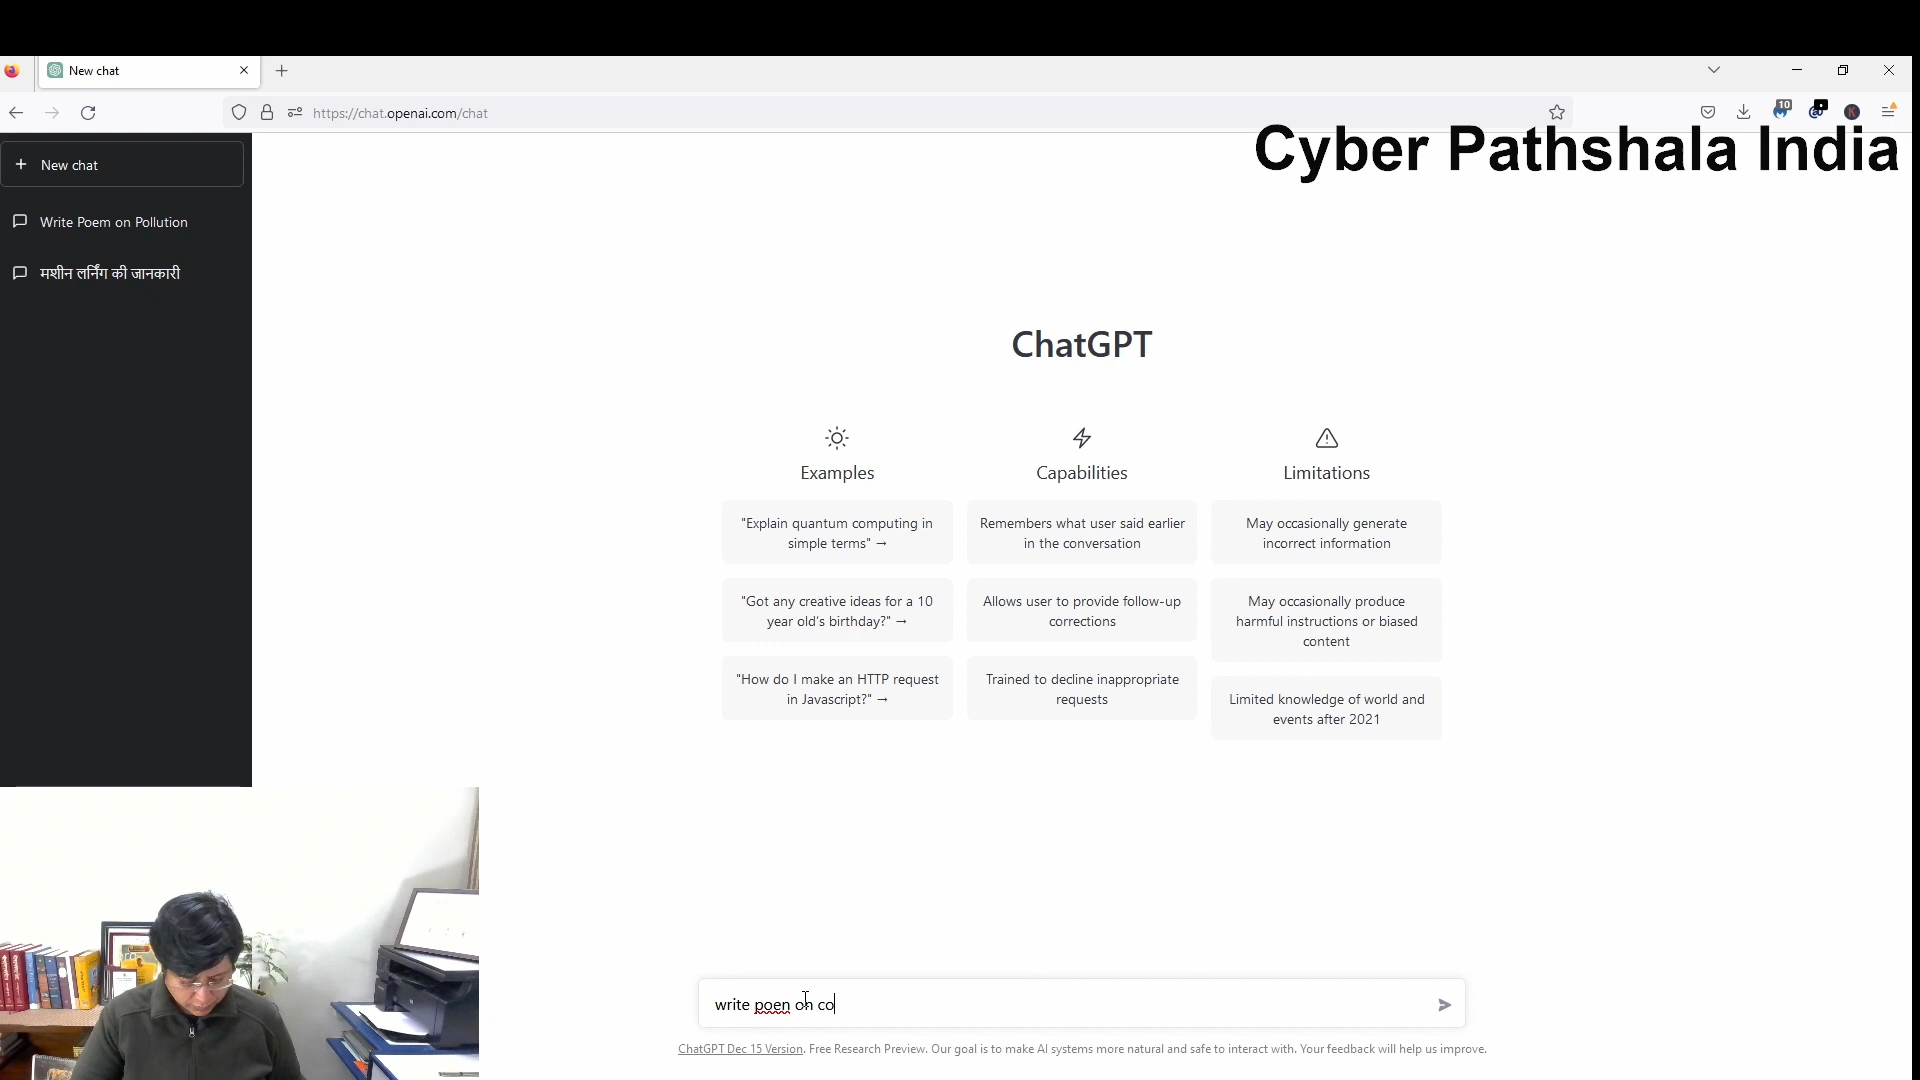 New chat
https://chat.openai.com/chat
10
Cyber Pathshala India
New chat
Write Poem on Pollution
मशीन लर्निंग की जानकारी
ChatGPT
Examples
Capabilities
Limitations
"Explain quantum computing in
simple terms" →
Remembers what user said earlier
in the conversation
May occasionally generate
incorrect information
"Got any creative ideas for a 10
year old's birthday?" →
Allows user to provide follow-up
corrections
May occasionally produce
harmful instructions or biased
content
"How do I make an HTTP request
in Javascript?" →
Trained to decline inappropriate
requests
Limited knowledge of world and
events after 2021
write poen on co
ChatGPT Dec 15 Version. Free Research Preview. Our goal is to make AI systems more natural and safe to interact with. Your feedback will help us improve.